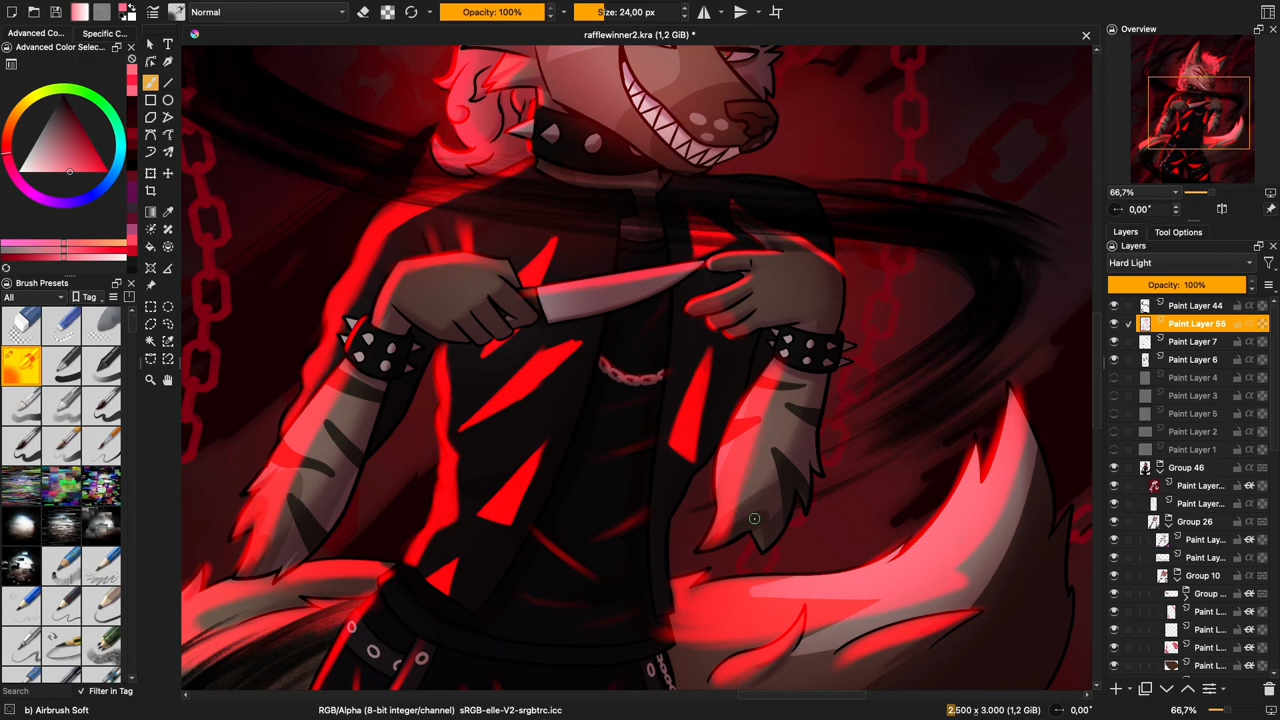 Normal
Opacity: 100%
Size: 24,00 px
Advanced Co...
Specific C...
rafflewinner2.kra (1,2 GiB) *
Overview
Advanced Color Selec...
66,7%
0,00°
Layers
Tool Options
Layers
Hard Light
Opacity: 100%
Brush Presets
All
Tag
Paint Layer 44
Paint Layer 55
Paint Layer 7
Paint Layer 6
Paint Layer 4
Paint Layer 3
Paint Layer 5
Paint Layer 2
Paint Layer 1
Group 46
Paint Layer...
Paint Layer...
Group 26
Paint Lay...
Paint Lay...
Group 10
Group ...
Paint L...
Paint L...
Paint L...
Paint L...
Search
Filter in Tag
b) Airbrush Soft
RGB/Alpha (8-bit integer/channel) sRGB-elle-V2-srgbtrc.icc
2.500 x 3.000 (1,2 GiB)
0,00°
66,7%